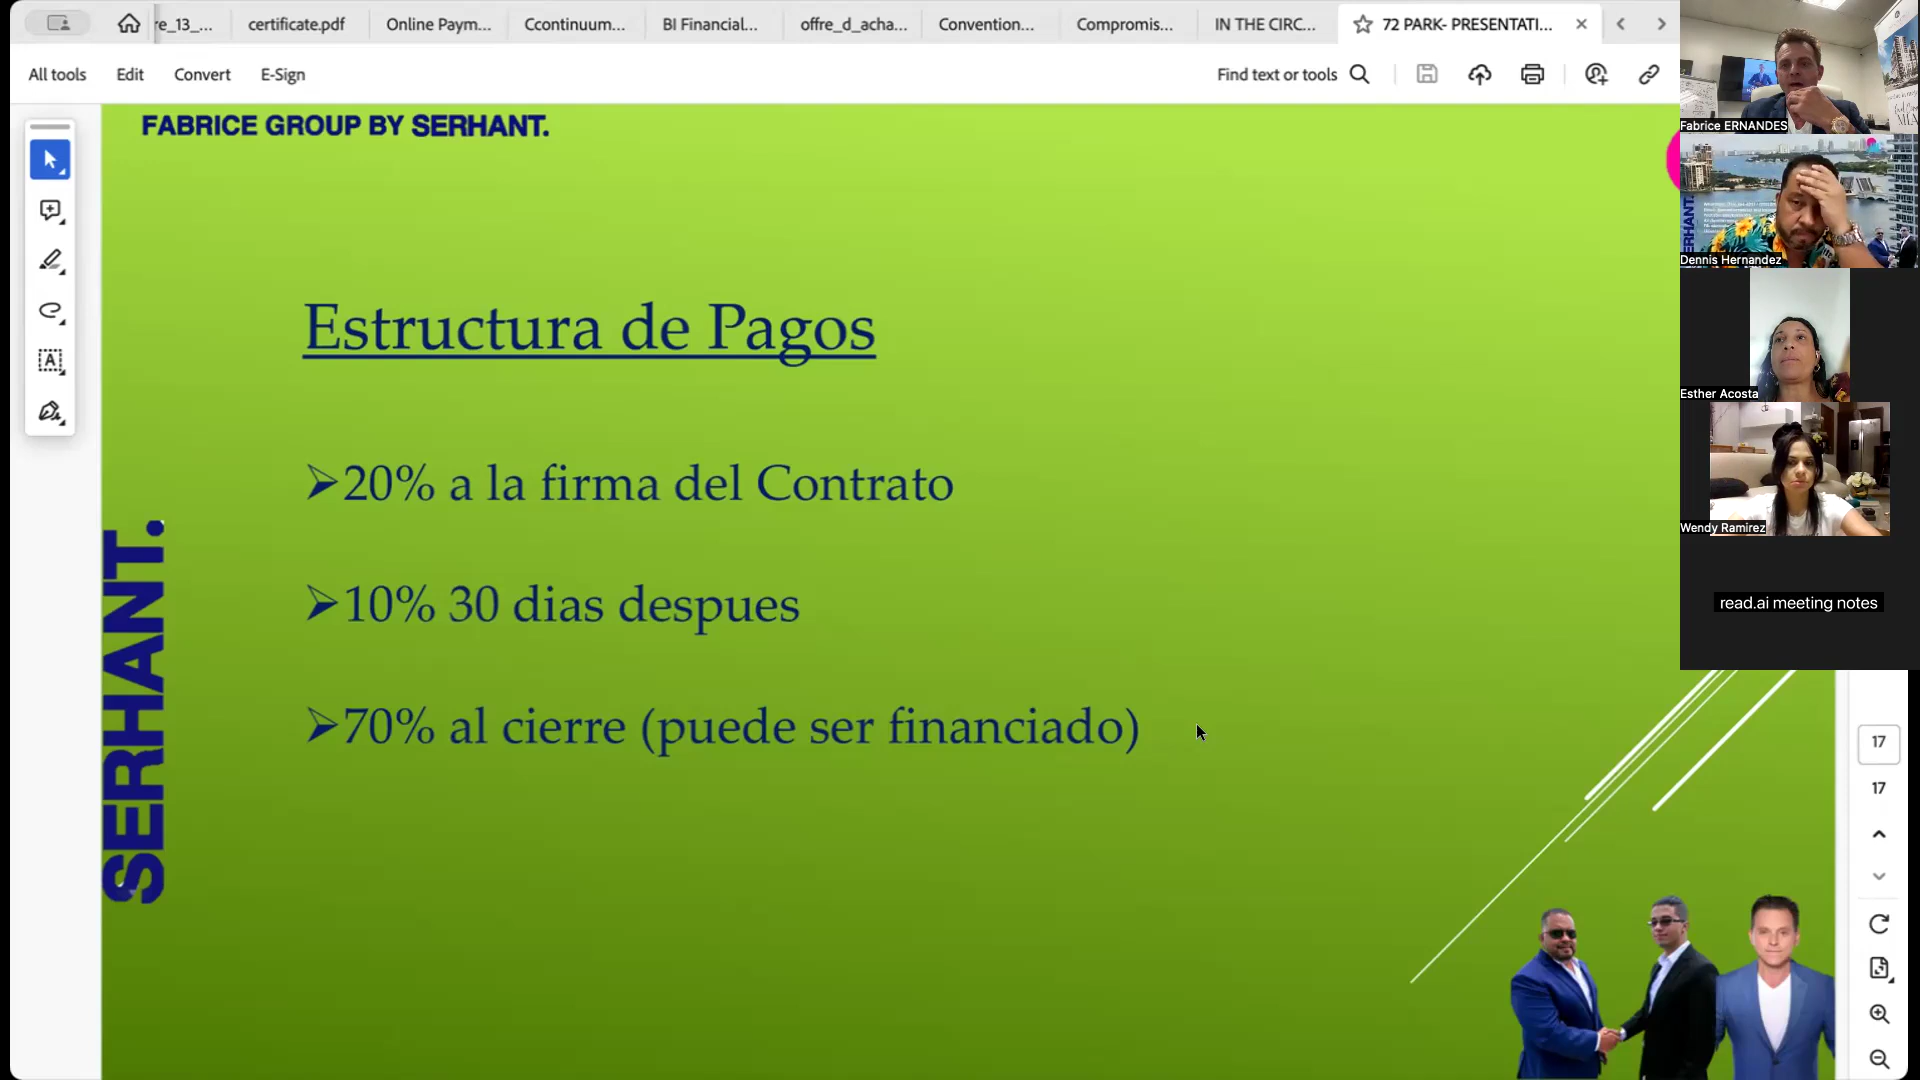 re_13_...
certificate.pdf
Online Paym...
Ccontinuum...
BI Financial...
offre_d_acha...
Convention...
Compromis...
IN THE CIRC...
72 PARK- PRESENTATI...
All tools
Edit
Convert
E-Sign
Find text or tools
FABRICE GROUP BY SERHANT.
Estructura de Pagos
➢20% a la firma del Contrato
➢10% 30 dias despues
➢70% al cierre (puede ser financiado)
SERHANT.
Fabrice ERNANDES
Dennis Hernandez
Esther Acosta
Wendy Ramirez
read.ai meeting notes
17
17